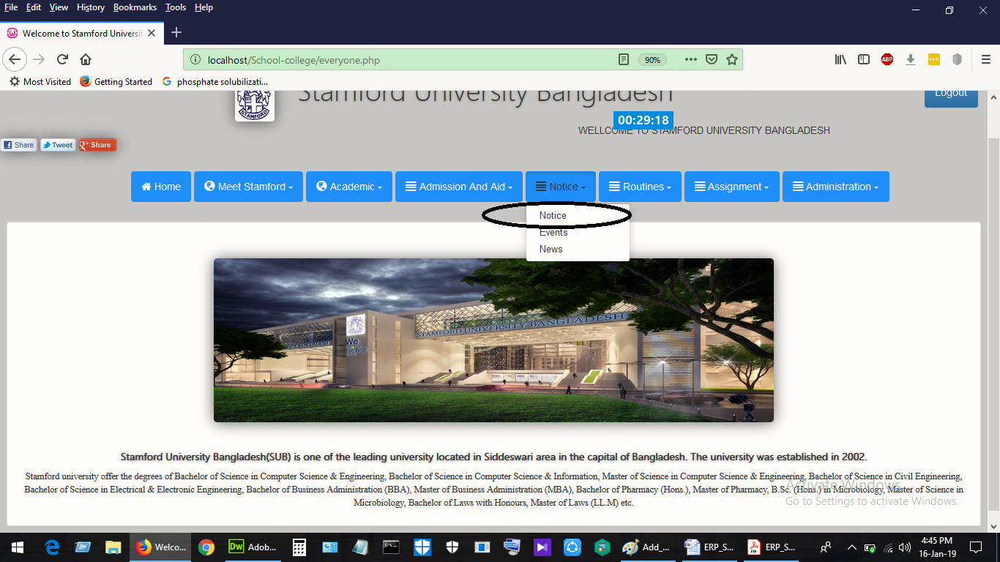 File Edit View History Bookmarks Tools Help
Welcome to Stamford Universit
localhost/School-college/everyone.php
90%
ABP
Most Visited Getting Started phosphate solubilizati...
Stamford University Bangladesh
STAMFORD
Logout
00:29:18
WELLCOME TO STAMFORD UNIVERSITY BANGLADESH
Share Tweet Share
Home Meet Stamford Academic Admission And Aid Notice Routines Assignment Administration
Notice
Events
News
STAMFORD UNIVERSITY BANGLADESH
CITY BANGLADESH
We
Stamford University Bangladesh(SUB) is one of the leading university located in Siddeswari area in the capital of Bangladesh. The university was established in 2002.
Stamford university offer the degrees of Bachelor of Science in Computer Science & Engineering, Bachelor of Science in Computer Science & Information, Master of Science in Computer Science & Engineering, Bachelor of Science in Civil Engineering,
Bachelor of Science in Electrical & Electronic Engineering, Bachelor of Business Administration (BBA), Master of Business Administration (MBA), Bachelor of Pharmacy (Hons.), Master of Pharmacy, B.Sc. (Hons.) in Microbiology, Master of Science in
Microbiology, Bachelor of Laws with Honours, Master of Laws (LL.M) etc.
Activate Windows
Go to Settings to activate Windows.
Welco... Dw Adob... Add_... ERP_S... ERP_S...
4:45 PM
16-Jan-19